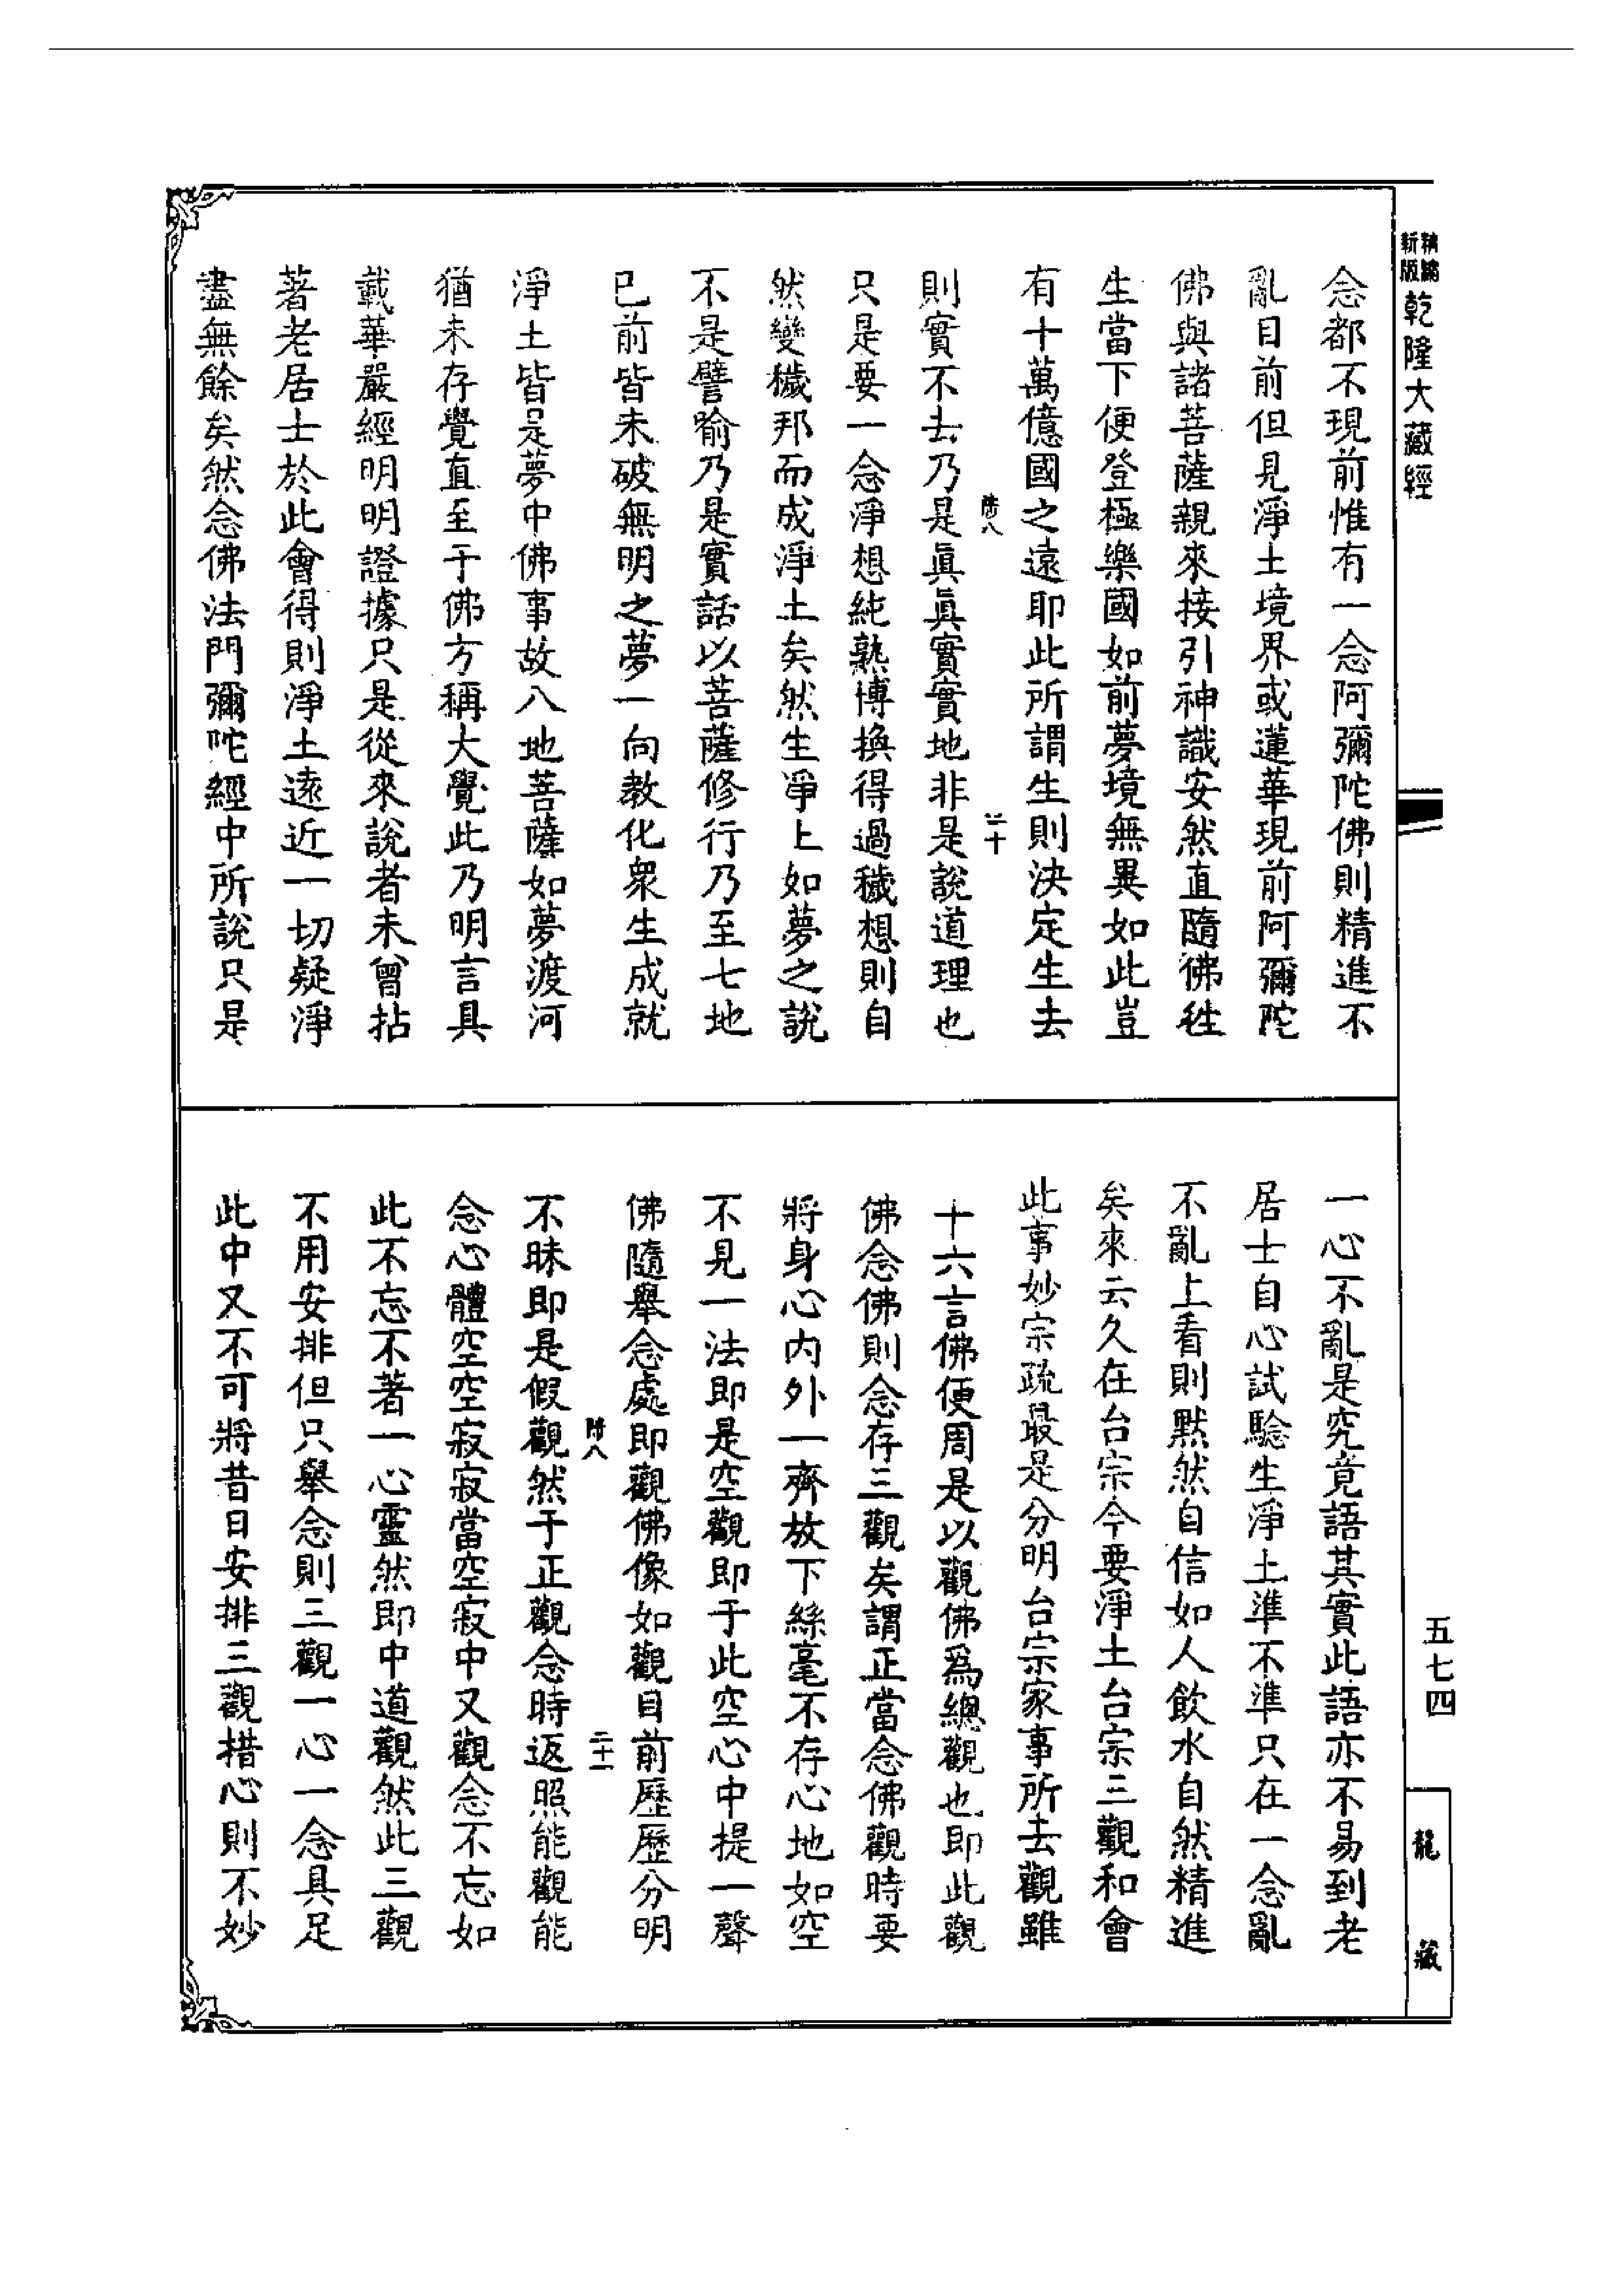 新版
精編
乾隆大藏經
念都不現前惟有一念阿彌陀佛則精進不
亂目前但見淨土境界或蓮華現前阿彌陀
佛與諸菩薩親來接引神識安然直隨佛徃
生當下便登極樂國如前夢境無異如此豈
有十萬億國之遠耶此所謂生則決定生去
則實不去乃是眞眞實實地非是說道理也
只是要一念淨想純熟博換得過穢想則自
然變穢邦而成淨土矣然生淨土如夢之說
不是譬喻乃是實話以菩薩修行乃至七地
已前皆未破無明之夢一向教化衆生成就
淨土皆是夢中佛事故八地菩薩如夢渡河
猶未存覺直至于佛方稱大覺此乃明言具
載華嚴經明明證據只是從來說者未曾拈
著老居士於此會得則淨土遠近一切疑淨
盡無餘矣然念佛法門彌陀經中所說只是
一心不亂是究竟語其實此語亦不易到老
居士自心試驗生淨土準不準只在一念亂
不亂上看則默然自信如人飲水自然精進
矣來云久在台宗今要淨土台宗三觀和會
此事妙宗疏最是分明台宗家事所去觀雖
十六言佛便周是以觀佛爲總觀也即此觀
佛念佛則念存三觀矣謂正當念佛觀時要
將身心內外一齊放下絲毫不存心地如空
不見一法即是空觀即于此空心中提一聲
佛隨舉念處即觀佛像如觀目前歷歷分明
不昧即是假觀然于正觀念時返照能觀能
念心體空空寂寂當空寂中又觀念不忘如
此不忘不著一心靈然即中道觀然此三觀
不用安排但只舉念則三觀一心一念具足
此中又不可將昔日安排三觀措心則不妙
五七四
龍藏